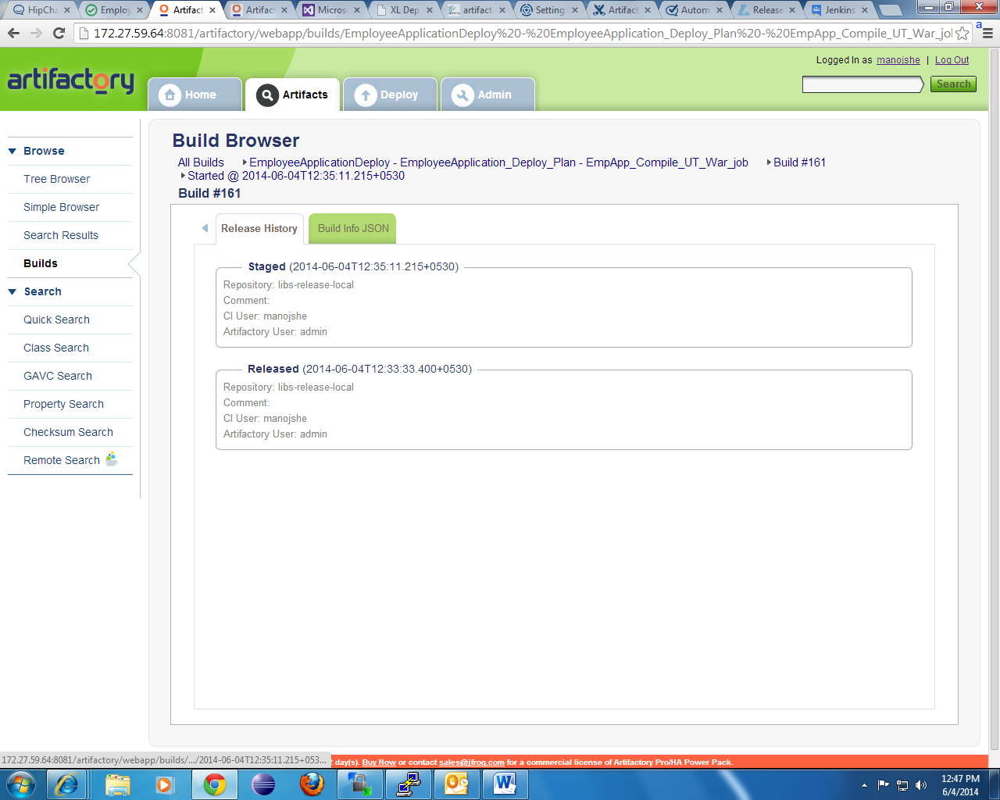 HipCha
Employ
Artifact
Artifact
Microso
XL Dep
artifact
Setting
Artifact
Autom
Release
Jenkins
172.27.59.64:8081/artifactory/webapp/builds/EmployeeApplicationDeploy%20-%20EmployeeApplication_Deploy_Plan%20-%20EmpApp_Compile_UT_War_jol
a
Logged In as manojshe | Log Out
artifactory
Home
Artifacts
Deploy
Admin
Search
Browse
Tree Browser
Simple Browser
Search Results
Builds
Search
Quick Search
Class Search
GAVC Search
Property Search
Checksum Search
Remote Search
Build Browser
All Builds EmployeeApplicationDeploy - EmployeeApplication_Deploy_Plan - EmpApp_Compile_UT_War_job Build #161
Started @ 2014-06-04T12:35:11.215+0530
Build #161
Release History
Build Info JSON
Staged (2014-06-04T12:35:11.215+0530)
Repository: libs-release-local
Comment:
CI User: manojshe
Artifactory User: admin
Released (2014-06-04T12:33:33.400+0530)
Repository: libs-release-local
Comment:
CI User: manojshe
Artifactory User: admin
172.27.59.64:8081/artifactory/webapp/builds/.../2014-06-04T12:35:11.215+053...
2 day(s). Buy Now or contact sales@jfrog.com for a commercial license of Artifactory Pro/HA Power Pack.
12:47 PM
6/4/2014